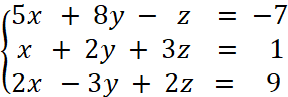 5x + 8y − z = −7
x + 2y + 3z = 1
2x − 3y + 2z = 9